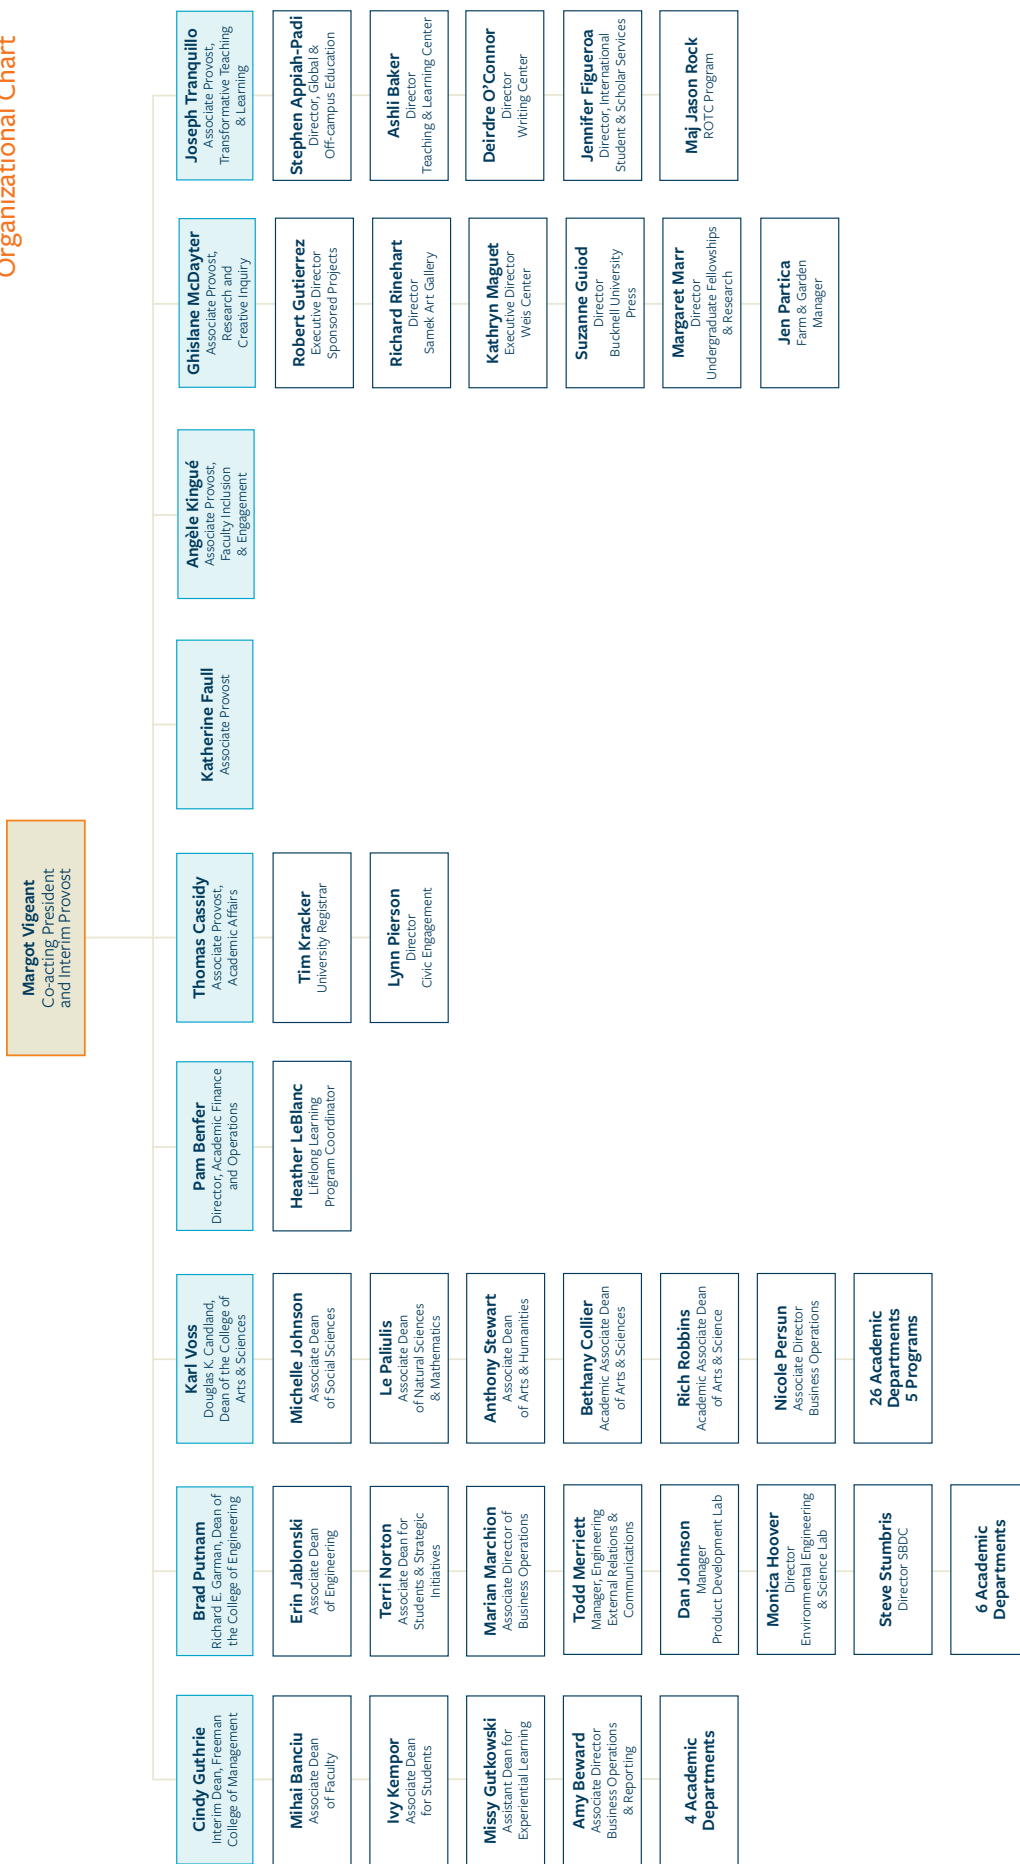 Organizational Chart
Margot Vigeant
Co-acting President
and Interim Provost
Cindy Guthrie
Interim Dean, Freeman
College of Management
Mihai Banciu
Associate Dean
of Faculty
Ivy Kempor
Associate Dean
for Students
Missy Gutkowski
Assistant Dean for
Experiential Learning
Amy Beward
Associate Director
Business Operations
& Reporting
4 Academic
Departments
Brad Putman
Richard E. Garman, Dean of
the College of Engineering
Erin Jablonski
Associate Dean
of Engineering
Terri Norton
Associate Dean for
Students & Strategic
Initiatives
Marian Marchion
Associate Director of
Business Operations
Todd Merriett
Manager, Engineering
External Relations &
Communications
Dan Johnson
Manager
Product Development Lab
Monica Hoover
Director
Environmental Engineering
& Science Lab
Steve Stumbris
Director SBDC
6 Academic
Departments
Karl Voss
Douglas K. Candland,
Dean of the College of
Arts & Sciences
Michelle Johnson
Associate Dean
of Social Sciences
Le Paliulis
Associate Dean
of Natural Sciences
& Mathematics
Anthony Stewart
Associate Dean
of Arts & Humanities
Bethany Collier
Academic Associate Dean
of Arts & Sciences
Rich Robbins
Academic Associate Dean
of Arts & Science
Nicole Persun
Associate Director
Business Operations
26 Academic
Departments
5 Programs
Pam Benfer
Director, Academic Finance
and Operations
Heather LeBlanc
Lifelong Learning
Program Coordinator
Thomas Cassidy
Associate Provost,
Academic Affairs
Tim Kracker
University Registrar
Lynn Pierson
Director
Civic Engagement
Katherine Faull
Associate Provost
Angèle Kingué
Associate Provost,
Faculty Inclusion
& Engagement
Ghislane McDayter
Associate Provost,
Research and
Creative Inquiry
Robert Gutierrez
Executive Director
Sponsored Projects
Richard Rinehart
Director
Samek Art Gallery
Kathryn Maguet
Executive Director
Weis Center
Suzanne Guiod
Director
Bucknell University
Press
Margaret Marr
Director
Undergraduate Fellowships
& Research
Jen Partica
Farm & Garden
Manager
Joseph Tranquillo
Associate Provost,
Transformative Teaching
& Learning
Stephen Appiah-Padi
Director, Global &
Off-campus Education
Ashli Baker
Director
Teaching & Learning Center
Deirdre O'Connor
Director
Writing Center
Jennifer Figueroa
Director, International
Student & Scholar Services
Maj Jason Rock
ROTC Program